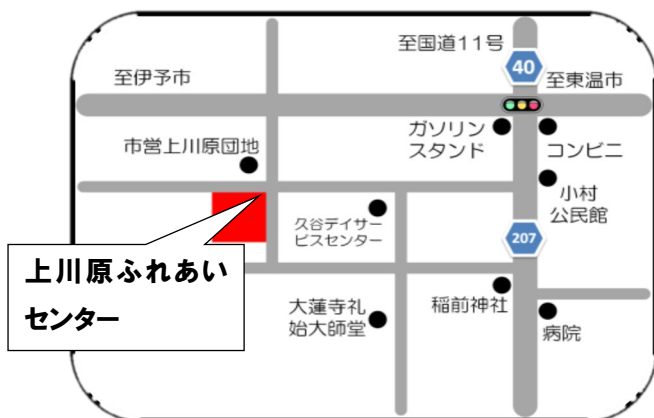 至国道11号
40
至伊予市
至東温市
ガソリン
スタンド
コンビニ
市営上川原団地
小村
公民館
久谷デイサー
ビスセンター
207
上川原ふれあい
センター
大蓮寺礼
始大師堂
稲前神社
病院